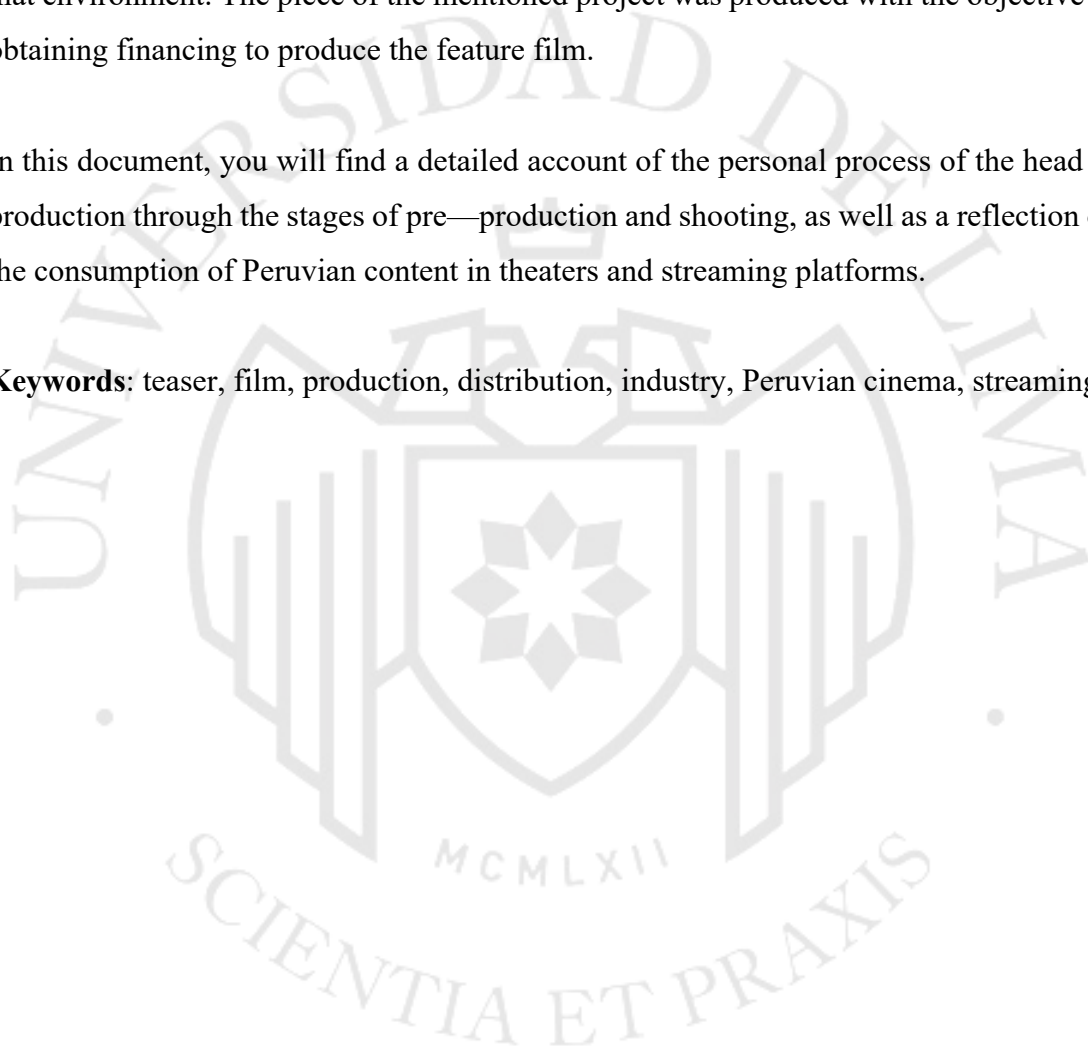 hat environment. The piece of the mentioned project was produced with the objective
obtaining financing to produce the feature film.
n this document, you will find a detailed account of the personal process of the head
production through the stages of pre—production and shooting, as well as a reflection
the consumption of Peruvian content in theaters and streaming platforms.
Keywords: teaser, film, production, distribution, industry, Peruvian cinema, streaming
UNIVERSIDAD DE LIMA
MCMLXII
SCIENTIA ET PRAXIS